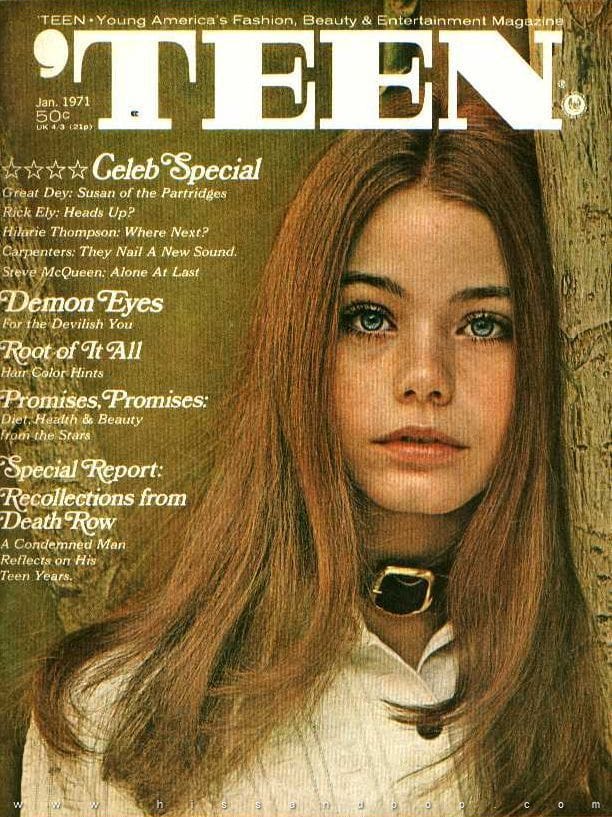 'TEEN • Young America's Fashion, Beauty & Entertainment Magazine
'TEEN
Jan. 1971
50¢
UK 4/3 (21p)
☆☆☆☆ Celeb Special
Great Dey: Susan of the Partridges
Rick Ely: Heads Up?
Hilarie Thompson: Where Next?
Carpenters: They Nail A New Sound.
Steve McQueen: Alone At Last
Demon Eyes
For the Devilish You
Root of It All
Hair Color Hints
Promises, Promises:
Diet, Health & Beauty
from the Stars
Special Report:
Recollections from
Death Row
A Condemned Man
Reflects on His
Teen Years.
www.hissandpop.com